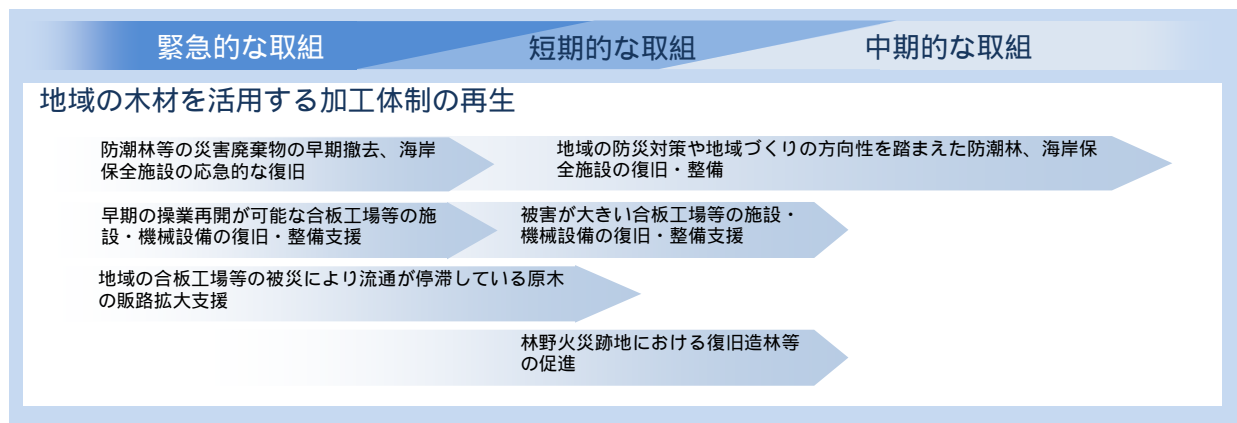 緊急的な取組
短期的な取組
中期的な取組
地域の木材を活用する加工体制の再生
防潮林等の災害廃棄物の早期撤去、海岸
保全施設の応急的な復旧
地域の防災対策や地域づくりの方向性を踏まえた防潮林、海岸保
全施設の復旧・整備
早期の操業再開が可能な合板工場等の施
設・機械設備の復旧・整備支援
被害が大きい合板工場等の施設・
機械設備の復旧・整備支援
地域の合板工場等の被災により流通が停滞している原木
の販路拡大支援
林野火災跡地における復旧造林等
の促進